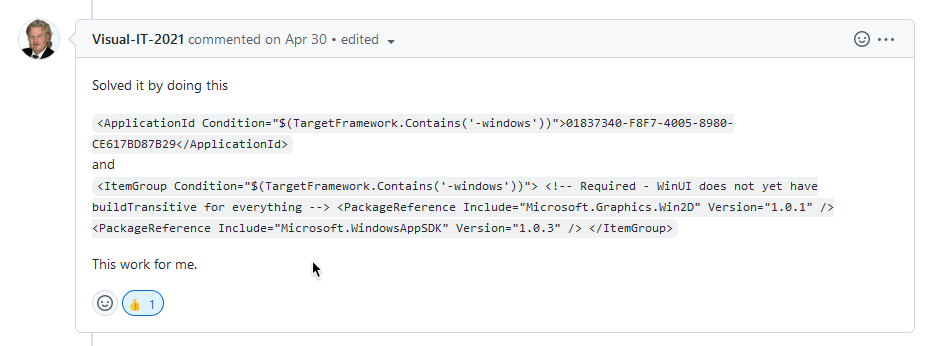 Visual-IT-2021 commented on Apr 30 • edited
Solved it by doing this
<ApplicationId Condition="$(TargetFramework.Contains('-windows'))">01837340-F8F7-4005-8980-
CE617BD87B29</ApplicationId>
and
<ItemGroup Condition="$(TargetFramework.Contains('-windows'))"> <!-- Required - WinUI does not yet have
buildTransitive for everything --> <PackageReference Include="Microsoft.Graphics.Win2D" Version="1.0.1" />
<PackageReference Include="Microsoft.WindowsAppSDK" Version="1.0.3" /> </ItemGroup>
This work for me.
👍 1